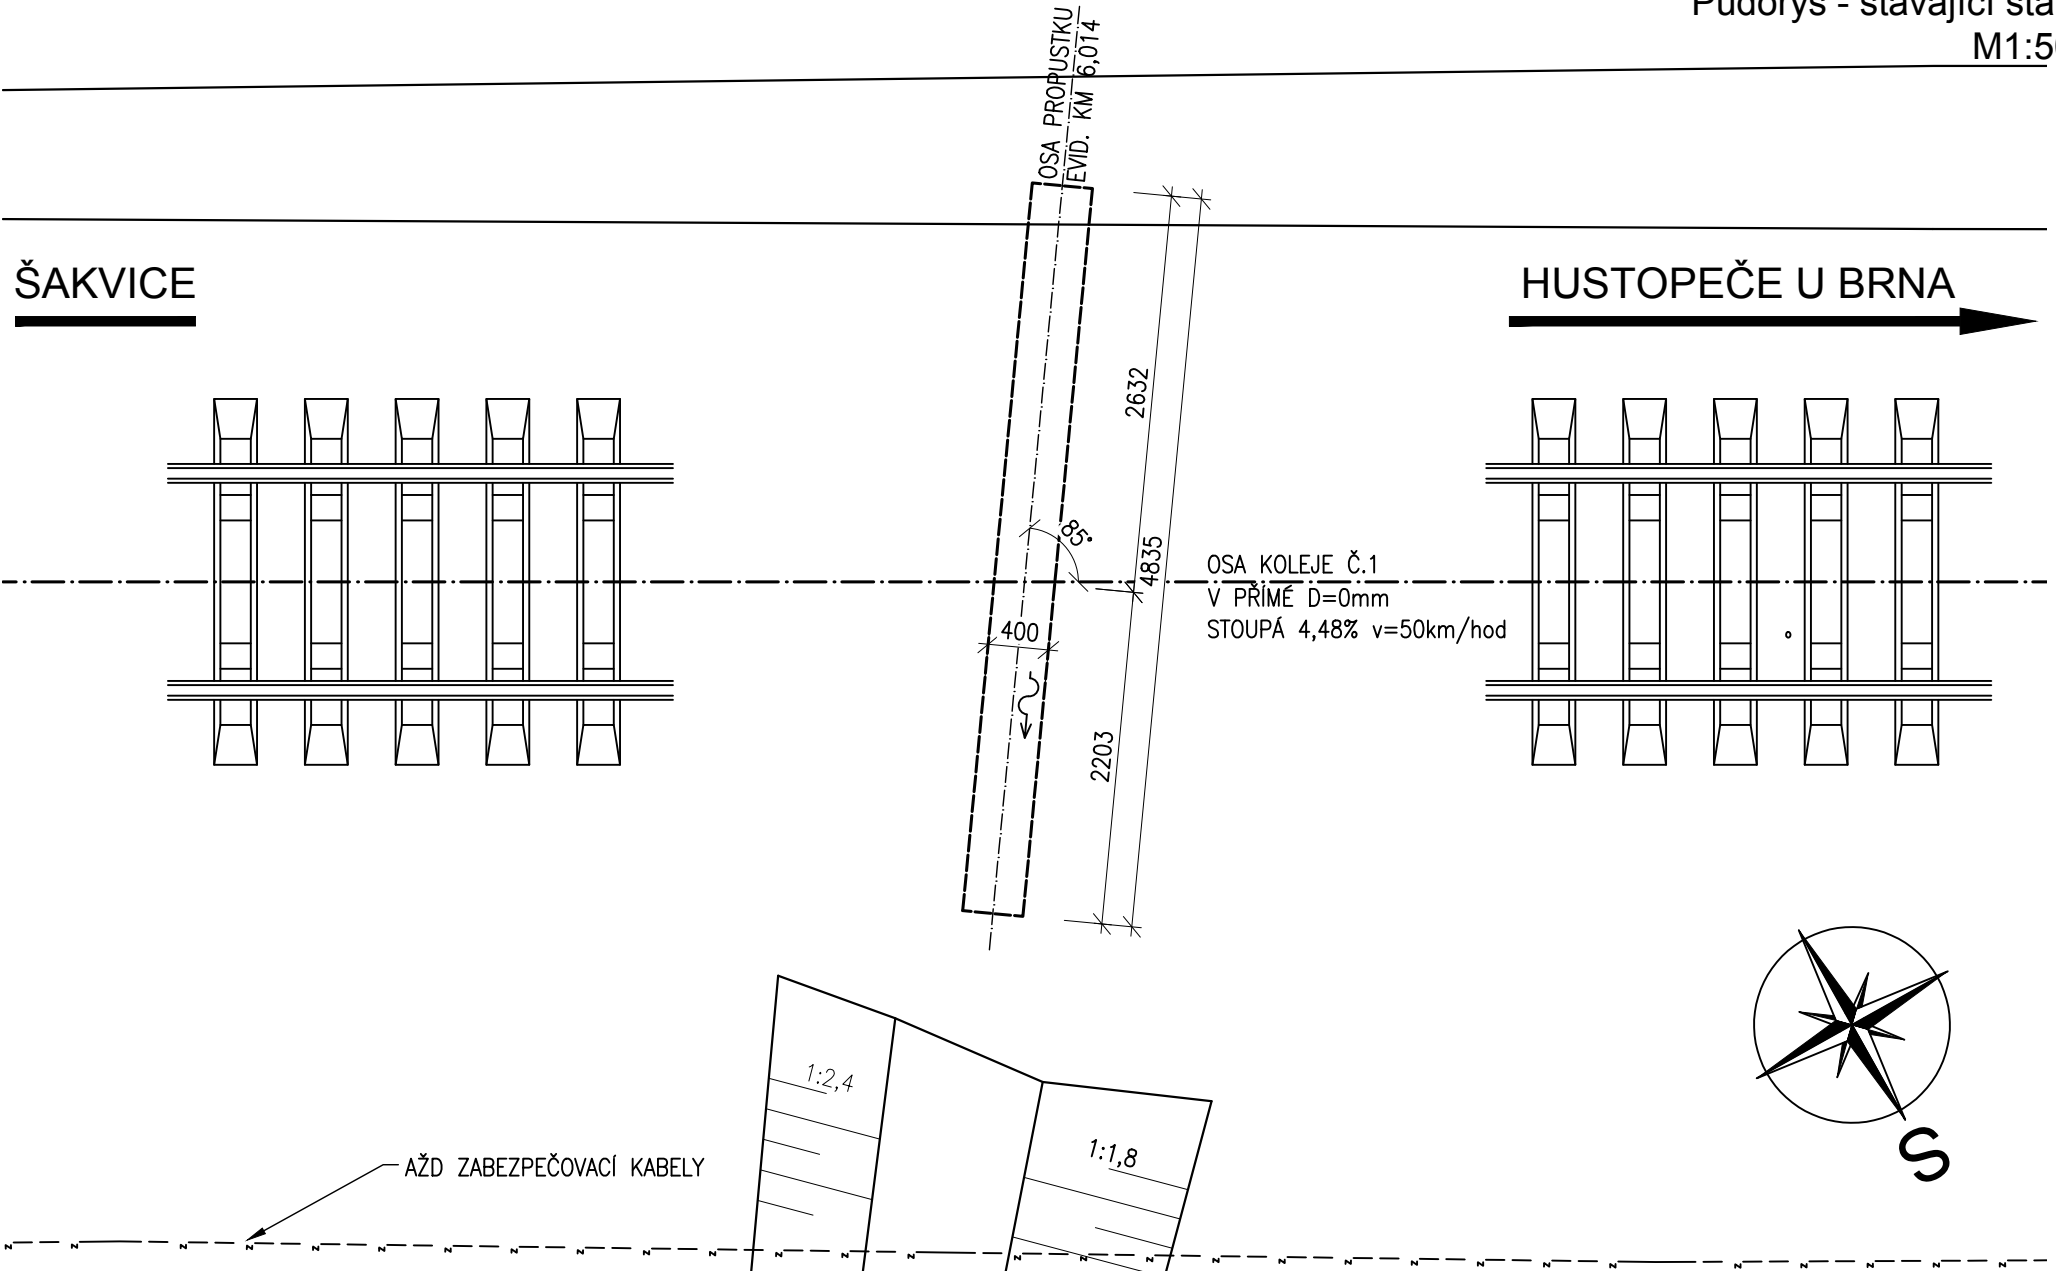 Půdorys - stávající sta
M1:50
OSA PROPUSTKU
EVID. KM 6,014
ŠAKVICE
HUSTOPEČE U BRNA
2632
85°
4835
OSA KOLEJE Č.1
V PŘÍMÉ D=0mm
STOUPÁ 4,48% v=50km/hod
400
2203
1:2,4
1:1,8
AŽD ZABEZPEČOVACÍ KABELY
S